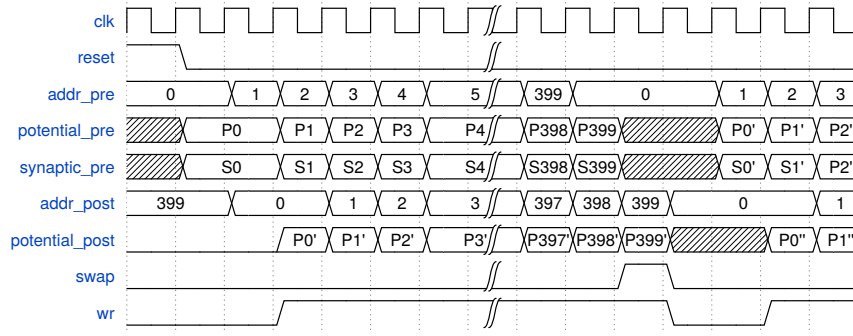 clk
reset
addr_pre 0 1 2 3 4 5 399 0 1 2 3
potential_pre P0 P1 P2 P3 P4 P398 P399 P0' P1' P2'
synaptic_pre S0 S1 S2 S3 S4 S398 S399 S0' S1' P2'
addr_post 399 0 1 2 3 397 398 399 0 1
potential_post P0' P1' P2' P3' P397' P398' P399' P0" P1"
swap
wr